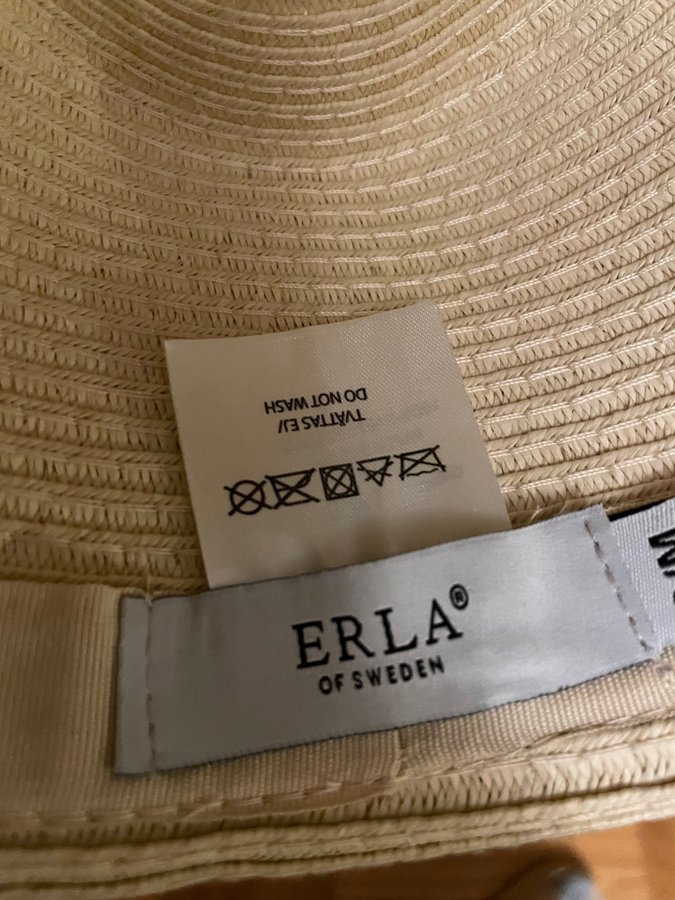 TVÄTTAS EJ/
DO NOT WASH
ERLA®
OF SWEDEN